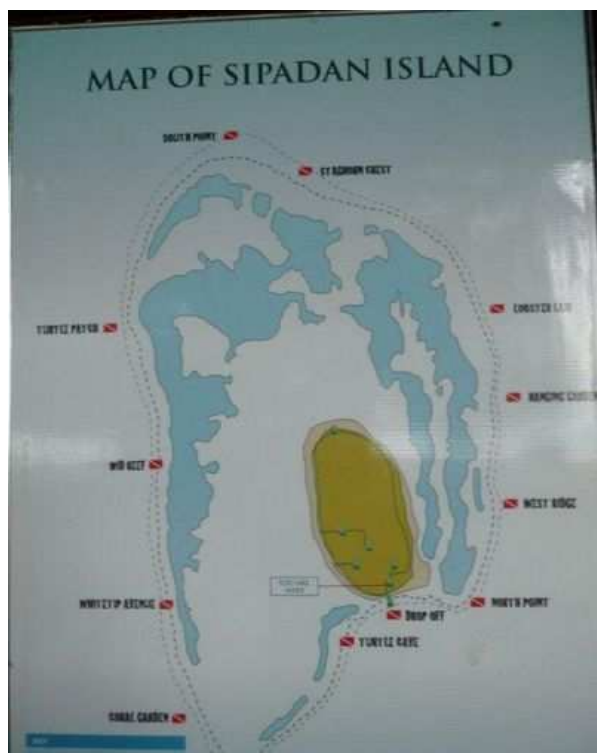 MAP OF SIPADAN ISLAND
SOUTH POINT
STAGHORN CREST
LOBSTER LAIR
TURTLE PATCH
HANGING GARDEN
MID REEF
WEST RIDGE
WHITETIP AVENUE
NORTH POINT
DROP OFF
TURTLE CAVE
CORAL GARDEN